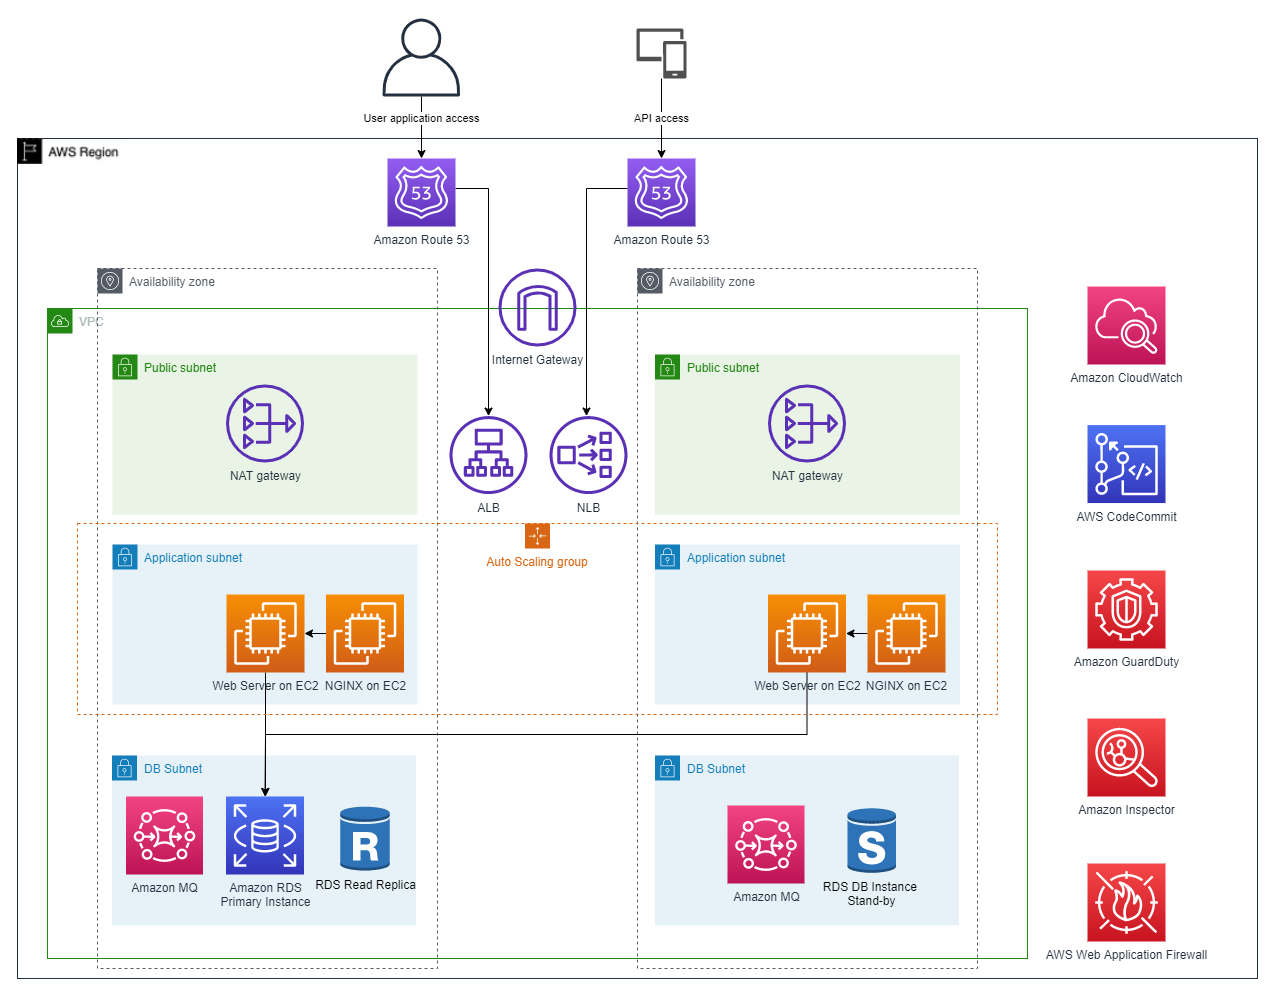 User application access
API access
AWS Region
53
53
Amazon Route 53
Amazon Route 53
Availability zone
Availability zone
VPC
Internet Gateway
Public subnet
Public subnet
NAT gateway
NAT gateway
ALB
NLB
Auto Scaling group
Application subnet
Application subnet
Web Server on EC2
NGINX on EC2
Web Server on EC2
NGINX on EC2
DB Subnet
DB Subnet
R
S
Amazon MQ
Amazon RDS
Primary Instance
RDS Read Replica
Amazon MQ
RDS DB Instance
Stand-by
Amazon CloudWatch
AWS CodeCommit
Amazon GuardDuty
Amazon Inspector
AWS Web Application Firewall